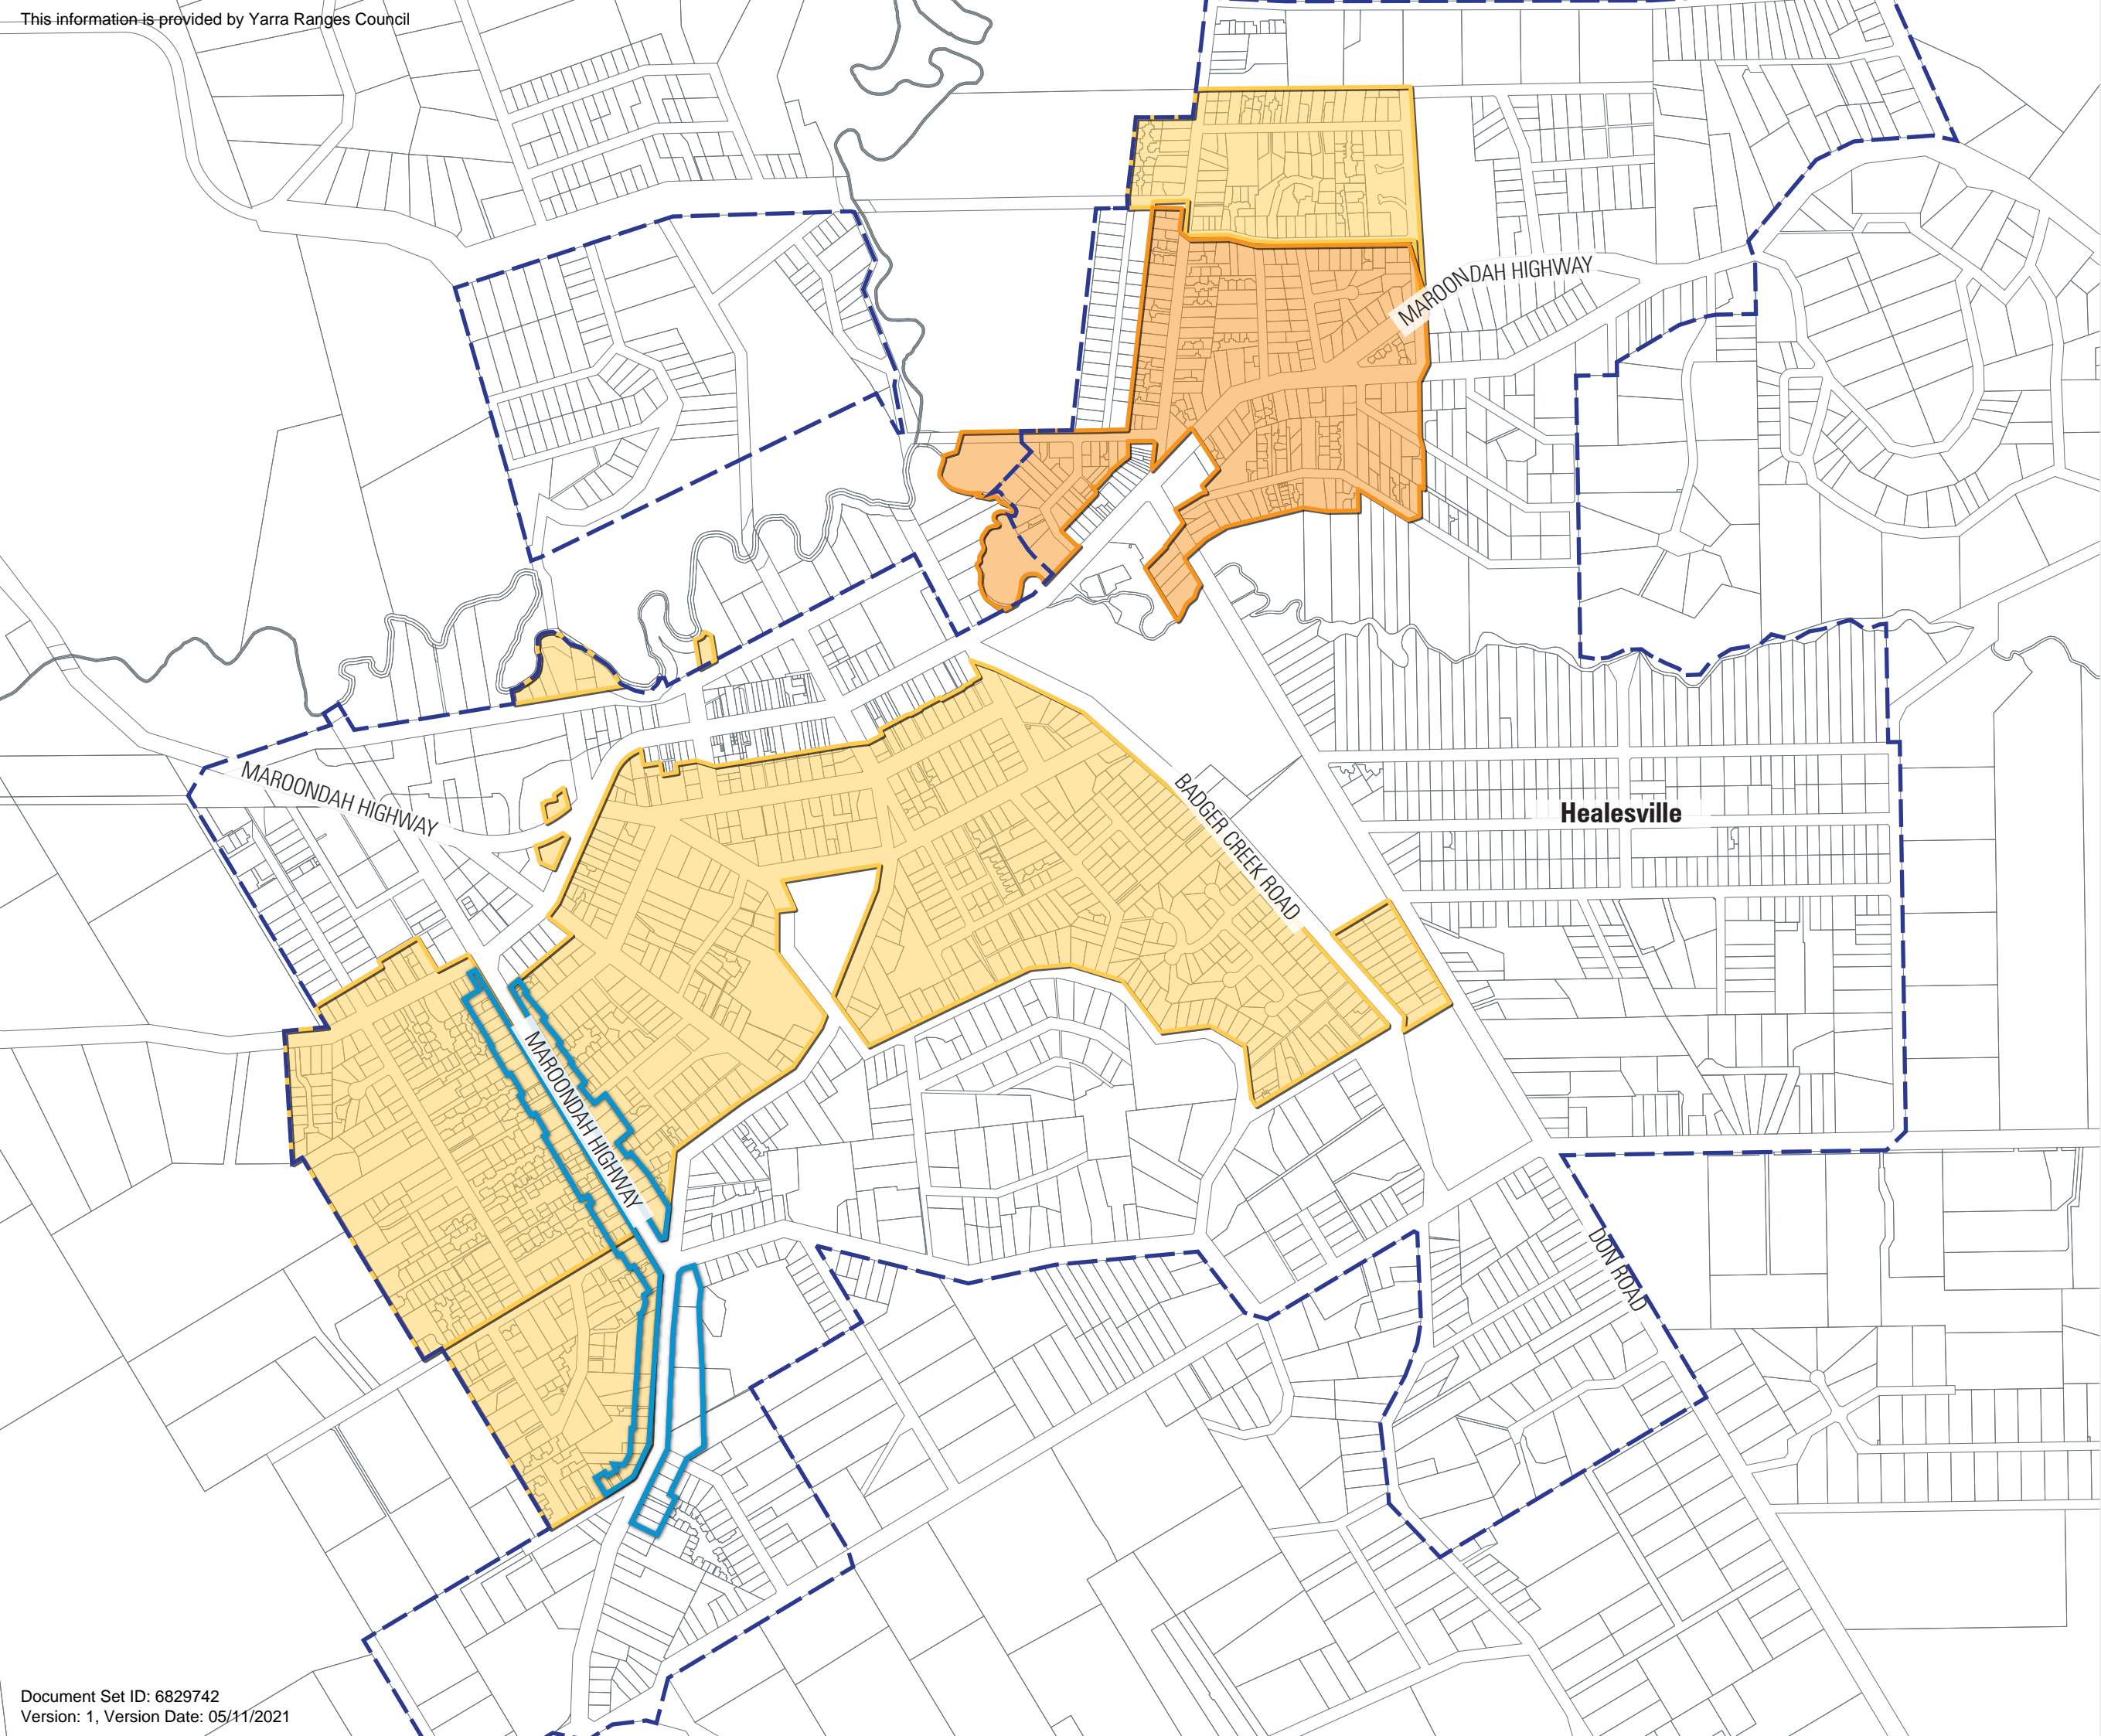 This information is provided by Yarra Ranges Council
MAROONDAH HIGHWAY
MAROONDAH HIGHWAY
BADGER CREEK ROAD
Healesville
MAROONDAH HIGHWAY
DON ROAD
Document Set ID: 6829742
Version: 1, Version Date: 05/11/2021